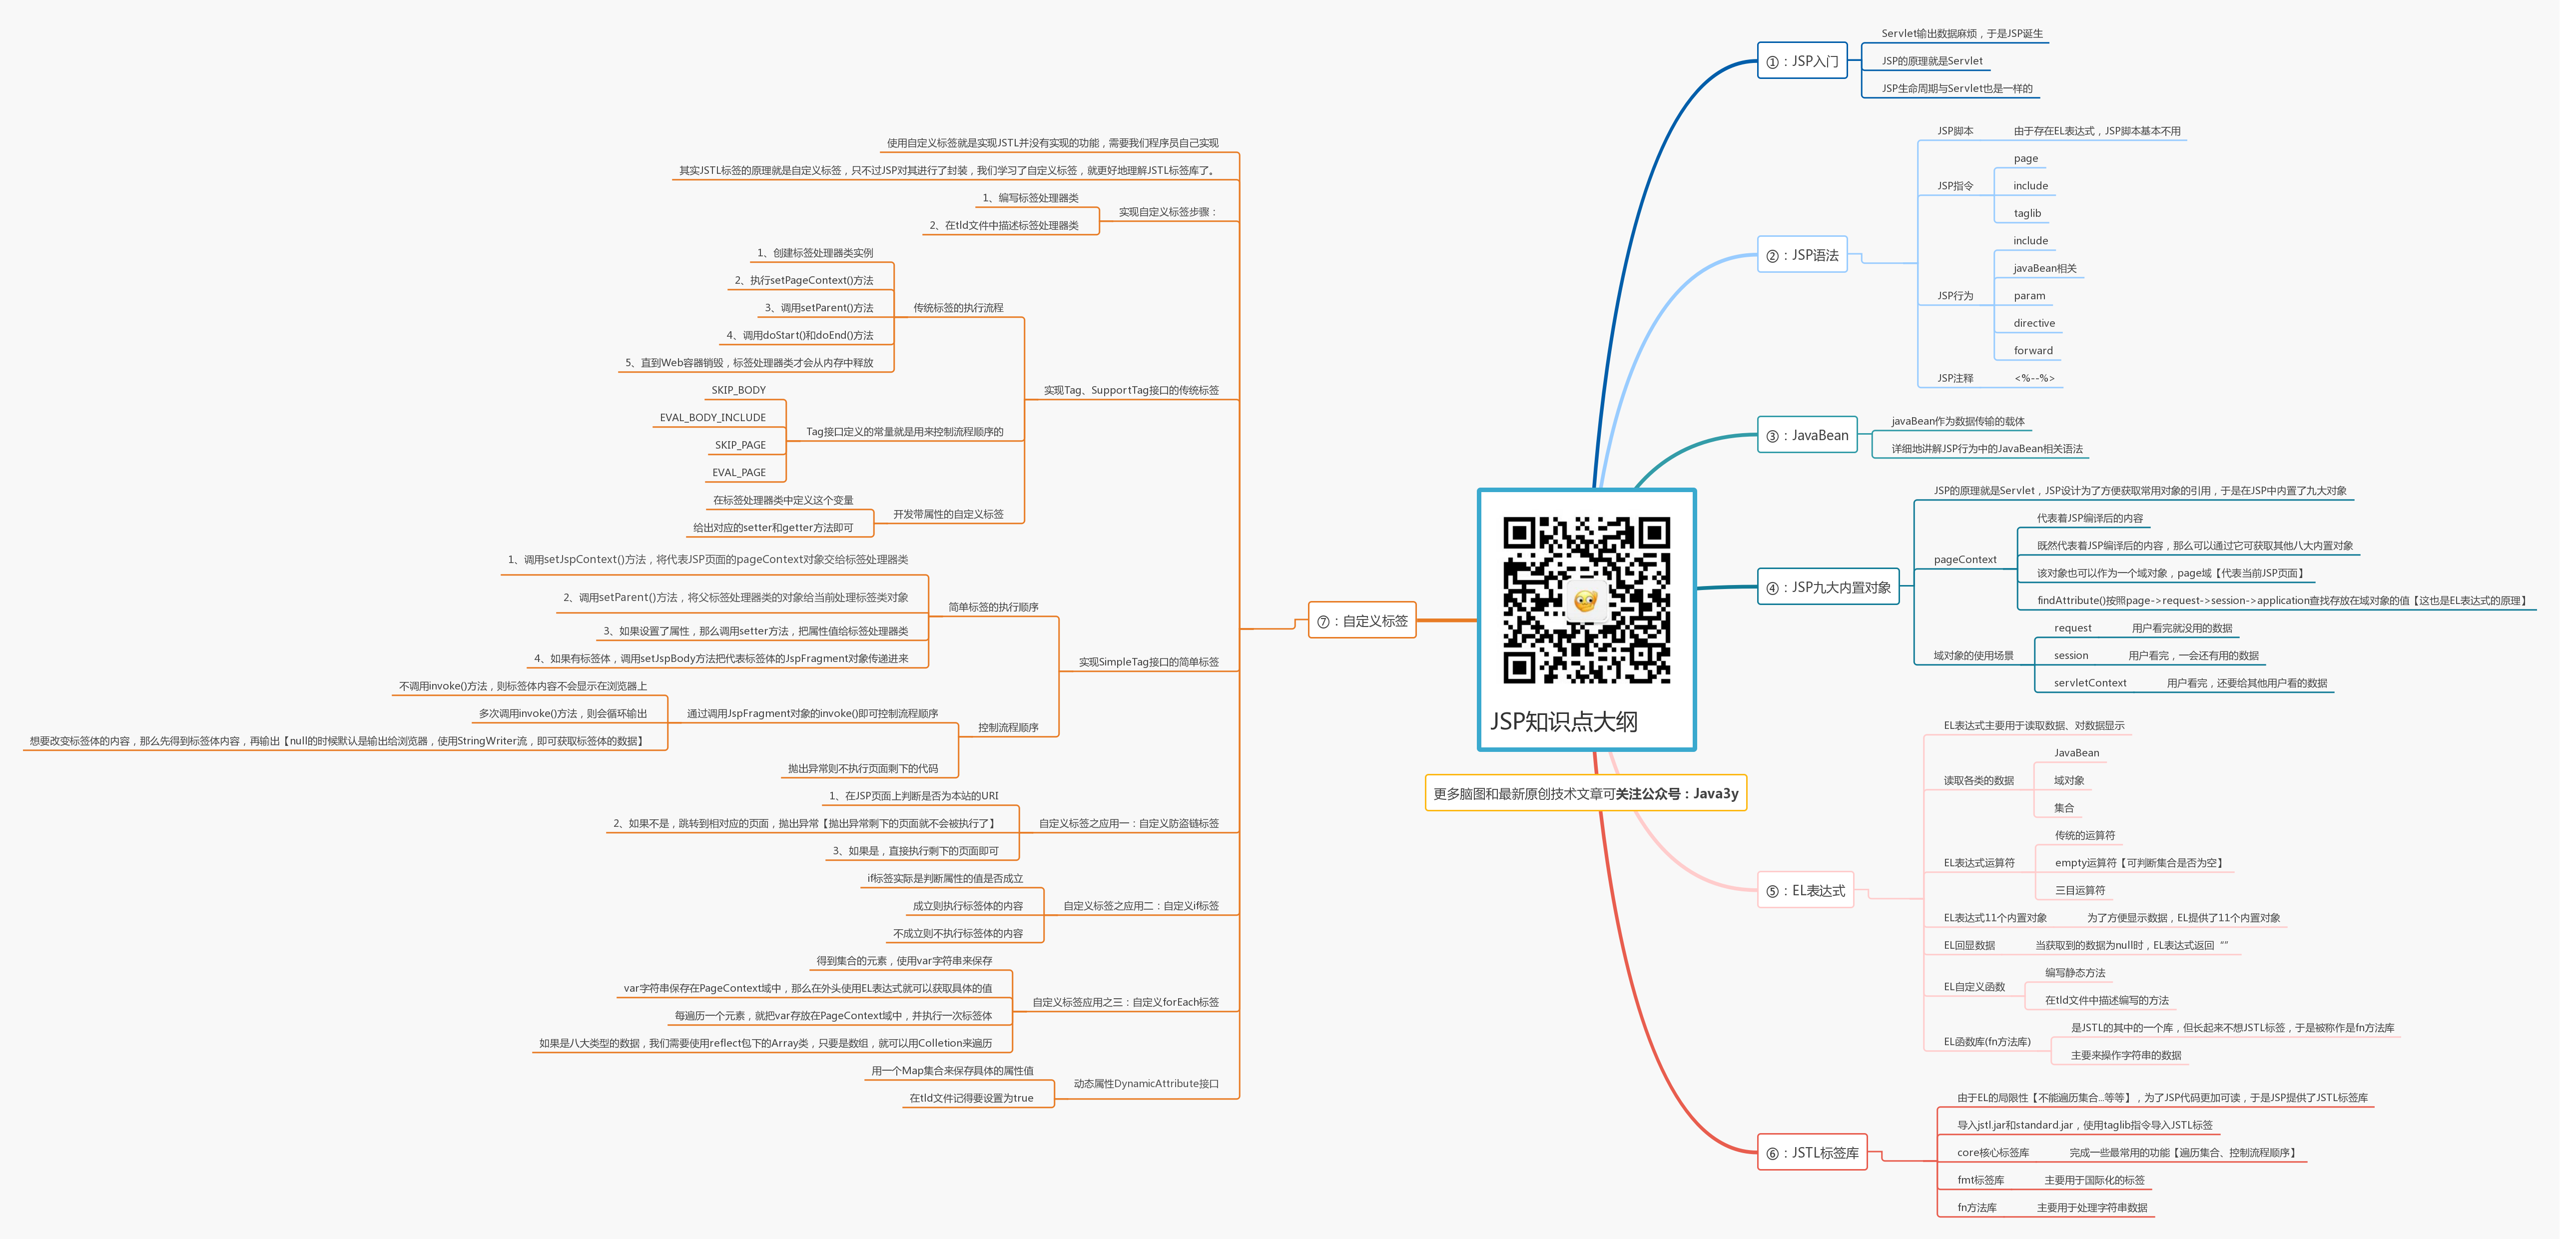 JSP知识点大纲
更多脑图和最新原创技术文章可关注公众号：Java3y
①：JSP入门
Servlet输出数据麻烦，于是JSP诞生
JSP的原理就是Servlet
JSP生命周期与Servlet也是一样的
②：JSP语法
JSP脚本
由于存在EL表达式，JSP脚本基本不用
JSP指令
page
include
taglib
JSP行为
include
javaBean相关
param
directive
forward
JSP注释
<%--%>
③：JavaBean
javaBean作为数据传输的载体
详细地讲解JSP行为中的JavaBean相关语法
④：JSP九大内置对象
JSP的原理就是Servlet，JSP设计为了方便获取常用对象的引用，于是在JSP中内置了九大对象
pageContext
代表着JSP编译后的内容
既然代表着JSP编译后的内容，那么可以通过它可获取其他八大内置对象
该对象也可以作为一个域对象，page域【代表当前JSP页面】
findAttribute()按照page->request->session->application查找存放在域对象的值【这也是EL表达式的原理】
域对象的使用场景
request
用户看完就没用的数据
session
用户看完，一会还有用的数据
servletContext
用户看完，还要给其他用户看的数据
⑤：EL表达式
EL表达式主要用于读取数据、对数据显示
读取各类的数据
JavaBean
域对象
集合
EL表达式运算符
传统的运算符
empty运算符【可判断集合是否为空】
三目运算符
EL表达式11个内置对象
为了方便显示数据，EL提供了11个内置对象
EL回显数据
当获取到的数据为null时，EL表达式返回 “”
EL自定义函数
编写静态方法
在tld文件中描述编写的方法
EL函数库(fn方法库)
是JSTL的其中的一个库，但长起来不想JSTL标签，于是被称作是fn方法库
主要来操作字符串的数据
⑥：JSTL标签库
由于EL的局限性【不能遍历集合...等等】，为了JSP代码更加可读，于是JSP提供了JSTL标签库
导入jstl.jar和standard.jar，使用taglib指令导入JSTL标签
core核心标签库
完成一些最常用的功能【遍历集合、控制流程顺序】
fmt标签库
主要用于国际化的标签
fn方法库
主要用于处理字符串数据
⑦：自定义标签
使用自定义标签就是实现JSTL并没有实现的功能，需要我们程序员自己实现
其实JSTL标签的原理就是自定义标签，只不过JSP对其进行了封装，我们学习了自定义标签，就更好地理解JSTL标签库了。
实现自定义标签步骤：
1、编写标签处理器类
2、在tld文件中描述标签处理器类
实现Tag、SupportTag接口的传统标签
传统标签的执行流程
1、创建标签处理器类实例
2、执行setPageContext()方法
3、调用setParent()方法
4、调用doStart()和doEnd()方法
5、直到Web容器销毁，标签处理器类才会从内存中释放
Tag接口定义的常量就是用来控制流程顺序的
SKIP_BODY
EVAL_BODY_INCLUDE
SKIP_PAGE
EVAL_PAGE
开发带属性的自定义标签
在标签处理器类中定义这个变量
给出对应的setter和getter方法即可
实现SimpleTag接口的简单标签
简单标签的执行顺序
1、调用setJspContext()方法，将代表JSP页面的pageContext对象交给标签处理器类
2、调用setParent()方法，将父标签处理器类的对象给当前处理标签类对象
3、如果设置了属性，那么调用setter方法，把属性值给标签处理器类
4、如果有标签体，调用setJspBody方法把代表标签体的JspFragment对象传递进来
控制流程顺序
通过调用JspFragment对象的invoke()即可控制流程顺序
不调用invoke()方法，则标签体内容不会显示在浏览器上
多次调用invoke()方法，则会循环输出
想要改变标签体的内容，那么先得到标签体内容，再输出【null的时候默认是输出给浏览器，使用StringWriter流，即可获取标签体的数据】
抛出异常则不执行页面剩下的代码
自定义标签之应用一：自定义防盗链标签
1、在JSP页面上判断是否为本站的URI
2、如果不是，跳转到相对应的页面，抛出异常【抛出异常剩下的页面就不会被执行了】
3、如果是，直接执行剩下的页面即可
自定义标签之应用二：自定义if标签
if标签实际是判断属性的值是否成立
成立则执行标签体的内容
不成立则不执行标签体的内容
自定义标签应用之三：自定义forEach标签
得到集合的元素，使用var字符串来保存
var字符串保存在PageContext域中，那么在外头使用EL表达式就可以获取具体的值
每遍历一个元素，就把var存放在PageContext域中，并执行一次标签体
如果是八大类型的数据，我们需要使用reflect包下的Array类，只要是数组，就可以用Colletion来遍历
动态属性DynamicAttribute接口
用一个Map集合来保存具体的属性值
在tld文件记得要设置为true